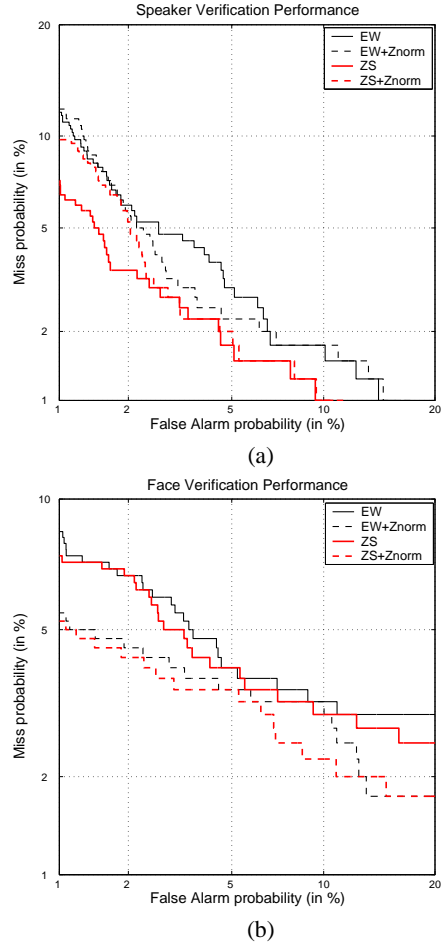 Speaker Verification Performance
20
10
5
2
1
Miss probability (in %)
EW
EW+Znorm
ZS
ZS+Znorm
1 2 5 10 20
False Alarm probability (in %)
(a)
Face Verification Performance
10
5
2
1
Miss probability (in %)
EW
EW+Znorm
ZS
ZS+Znorm
1 2 5 10 20
False Alarm probability (in %)
(b)